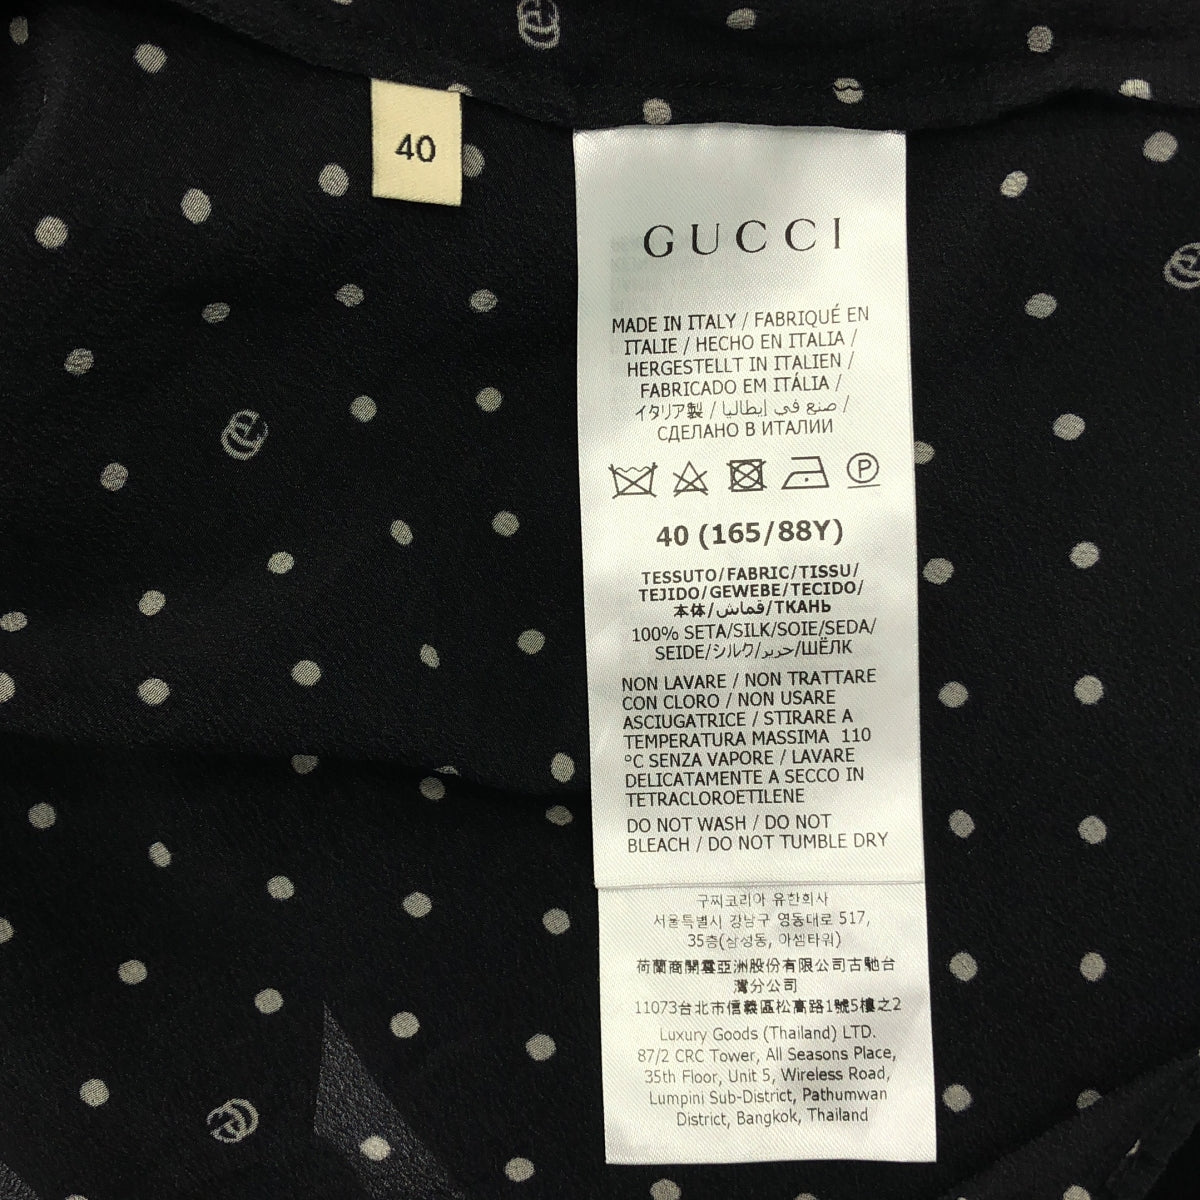 40
GUCCI
MADE IN ITALY / FABRIQUÉ EN
ITALIE / HECHO EN ITALIA /
HERGESTELLT IN ITALIEN /
FABRICADO EM ITÁLIA /
イタリア製 / صنع في إيطاليا /
СДЕЛАНО В ИТАЛИИ
P
40 (165/88Y)
TESSUTO/FABRIC/TISSU/
TEJIDO/GEWEBE/TECIDO/
本体/قماش/ТКАНЬ
100% SETA/SILK/SOIE/SEDA/
SEIDE/シルク/حرير/ШЁЛК
NON LAVARE / NON TRATTARE
CON CLORO / NON USARE
ASCIUGATRICE / STIRARE A
TEMPERATURA MASSIMA 110
°C SENZA VAPORE / LAVARE
DELICATAMENTE A SECCO IN
TETRACLOROETILENE
DO NOT WASH / DO NOT
BLEACH / DO NOT TUMBLE DRY
구찌코리아 유한회사
서울특별시 강남구 영동대로 517,
35층(삼성동, 아셈타워)
荷蘭商開雲亞洲股份有限公司古馳台
灣分公司
11073台北市信義區松高路1號5樓之2
Luxury Goods (Thailand) LTD.
87/2 CRC Tower, All Seasons Place,
35th Floor, Unit 5, Wireless Road,
Lumpini Sub-District, Pathumwan
District, Bangkok, Thailand